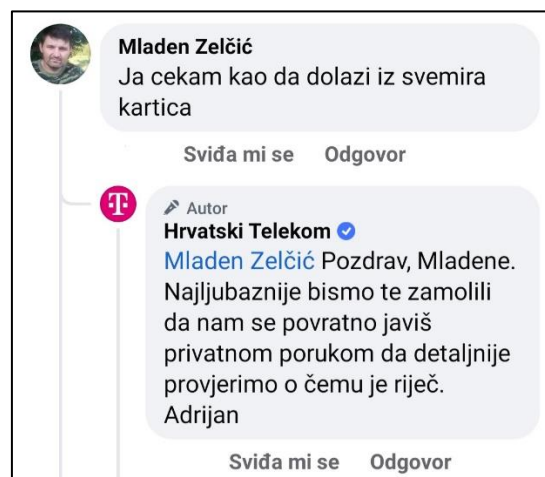 Mladen Zelčić
Ja cekam kao da dolazi iz svemira
kartica
Sviđa mi se Odgovor
T
Autor
Hrvatski Telekom
Mladen Zelčić Pozdrav, Mladene.
Najljubaznije bismo te zamolili
da nam se povratno javiš
privatnom porukom da detaljnije
provjerimo o čemu je riječ.
Adrijan
Sviđa mi se Odgovor